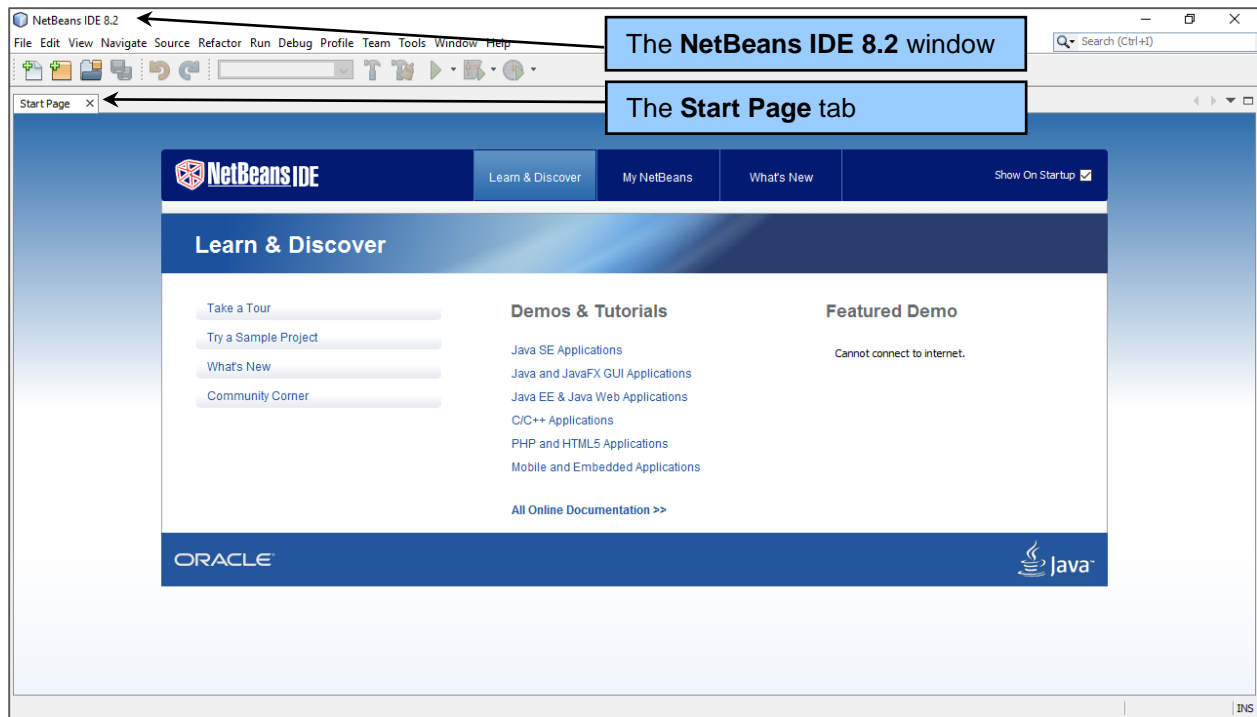 NetBeans IDE 8.2
The NetBeans IDE 8.2 window
File Edit View Navigate Source Refactor Run Debug Profile Team Tools Window Help
Search (Ctrl+I)
Start Page
The Start Page tab
NetBeans IDE
Learn & Discover
My NetBeans
What's New
Show On Startup
Learn & Discover
Take a Tour
Try a Sample Project
What's New
Community Corner
Demos & Tutorials
Java SE Applications
Java and JavaFX GUI Applications
Java EE & Java Web Applications
C/C++ Applications
PHP and HTML5 Applications
Mobile and Embedded Applications
All Online Documentation >>
Featured Demo
Cannot connect to internet.
ORACLE
Java
INS